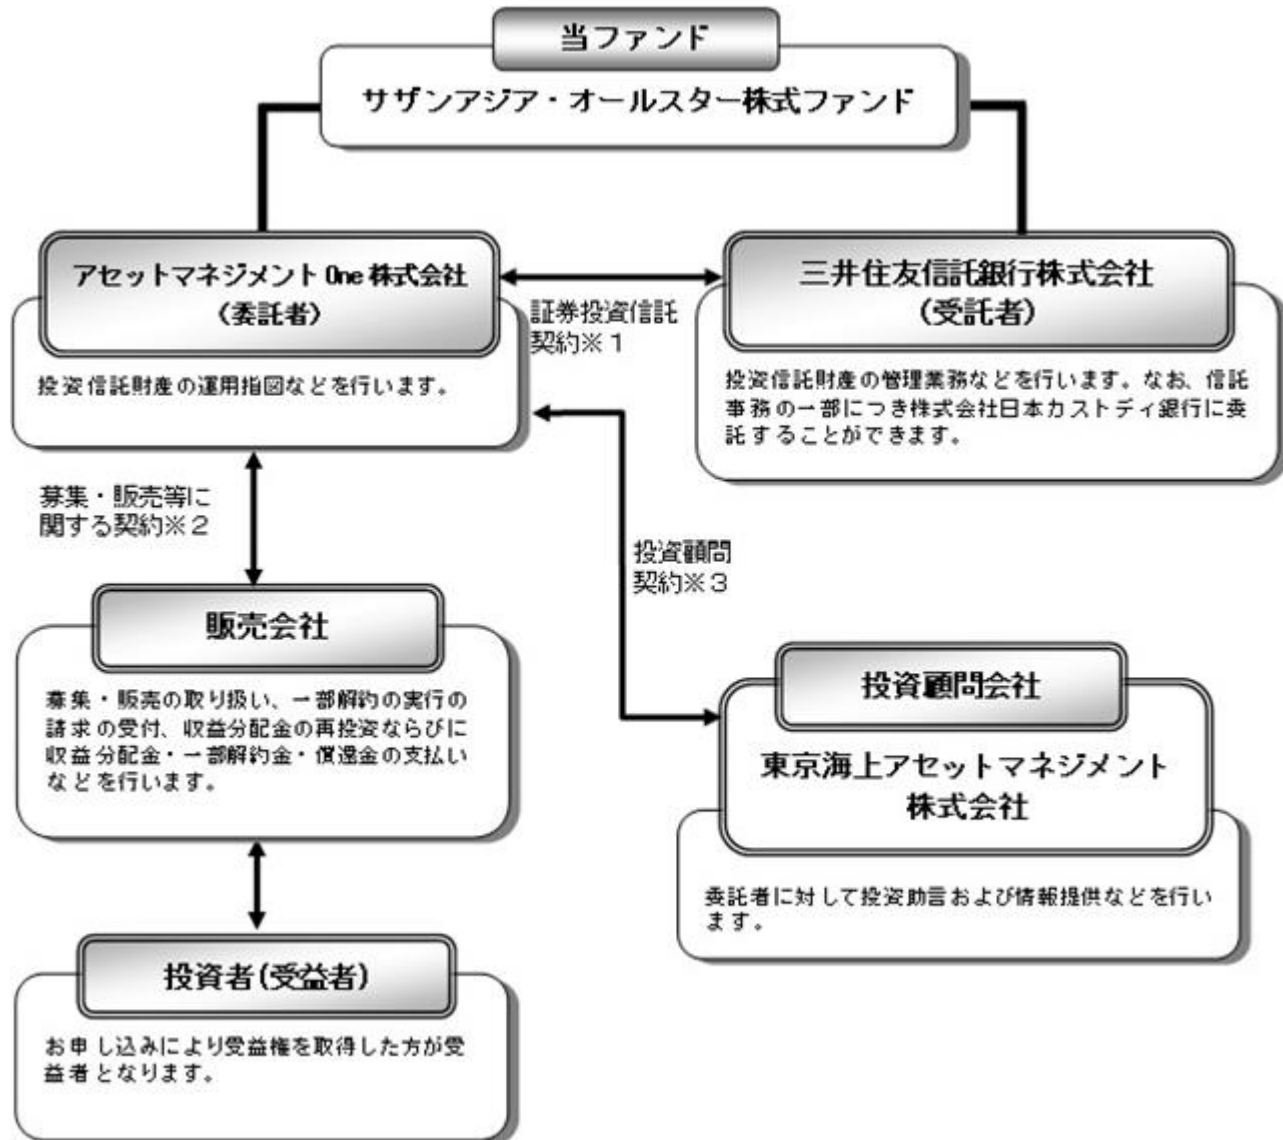 当ファンド
サザンアジア・オールスター株式ファンド
アセットマネジメントOne株式会社
(委託者)
証券投資信託
契約※1
三井住友信託銀行株式会社
(受託者)
投資信託財産の運用指図などを行います。
投資信託財産の管理業務などを行います。なお、信託
事務の一部につき株式会社日本カストディ銀行に委
託することができます。
募集・販売等に
関する契約※2
投資顧問
契約※3
販売会社
募集・販売の取り扱い、一部解約の実行の
請求の受付、収益分配金の再投資ならびに
収益分配金・一部解約金・償還金の支払い
などを行います。
投資顧問会社
東京海上アセットマネジメント
株式会社
委託者に対して投資助言および情報提供などを行い
ます。
投資者(受益者)
お申し込みにより受益権を取得した方が受
益者となります。